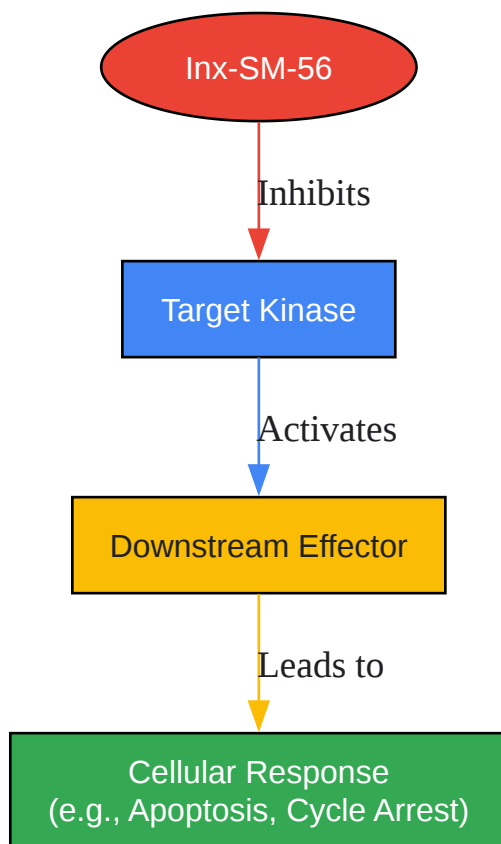 Inx-SM-56
Inhibits
Target Kinase
Activates
Downstream Effector
Leads to
Cellular Response
(e.g., Apoptosis, Cycle Arrest)